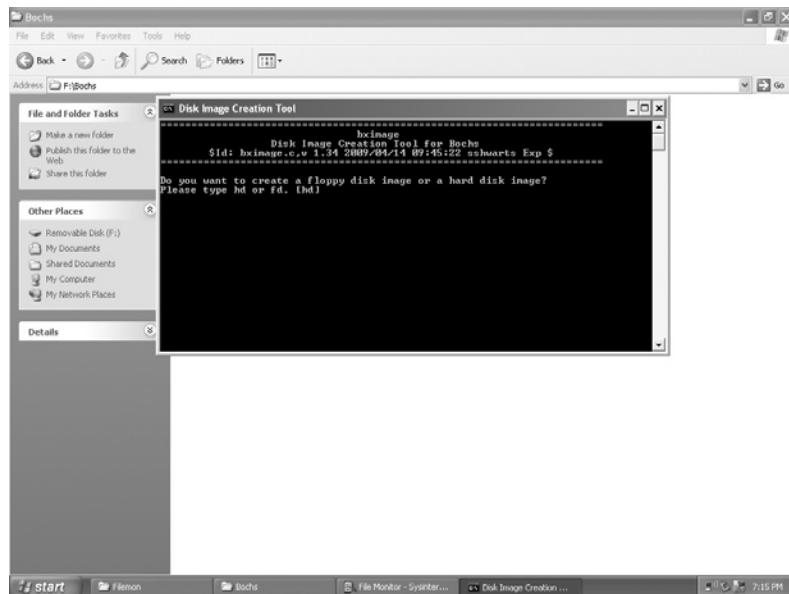 Bochs
File Edit View Favorites Tools Help
Back Search Folders
Address F:\Bochs Go
File and Folder Tasks
Make a new folder
Publish this folder to the
Web
Share this folder
Other Places
Removable Disk (F:)
My Documents
Shared Documents
My Computer
My Network Places
Details
Disk Image Creation Tool
========================================================================
bximage
Disk Image Creation Tool for Bochs
$Id: bximage.c,v 1.34 2009/04/14 09:45:22 sshwarts Exp $
========================================================================
Do you want to create a floppy disk image or a hard disk image?
Please type hd or fd. [hd]
start Filemon Bochs File Monitor - Sysinter... Disk Image Creation ... 7:15 PM